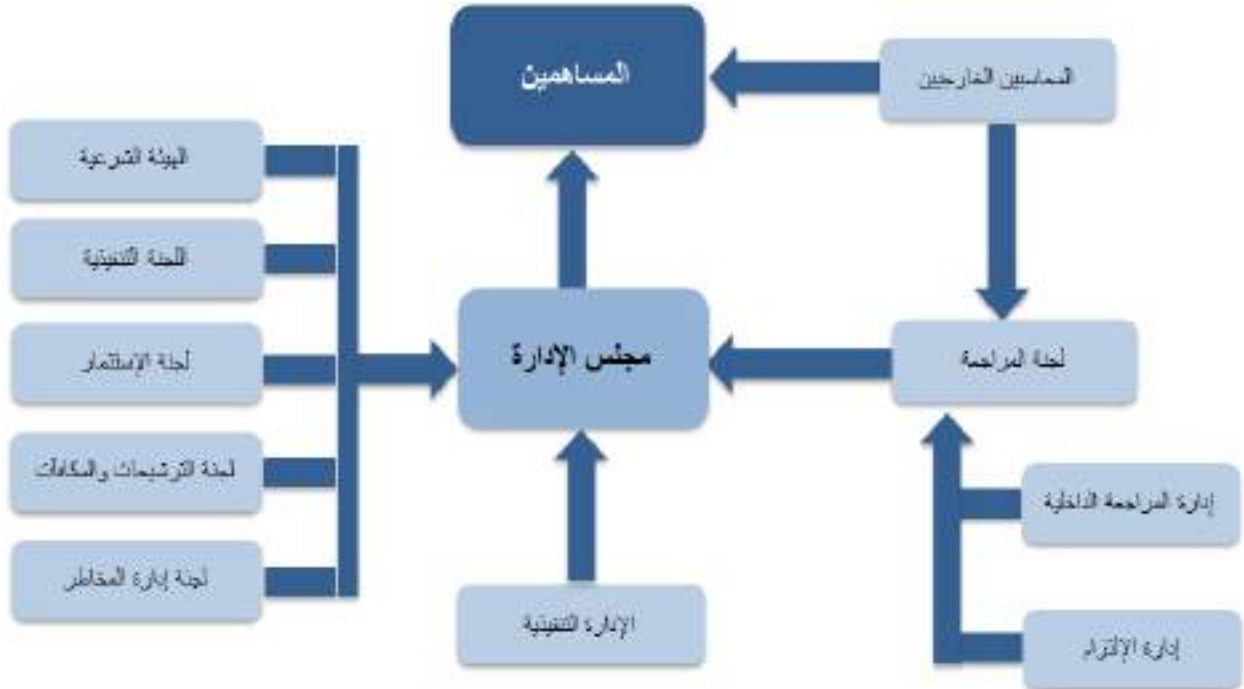 المساهمين
المحاسبين الخارجيين
الهيئة الشرعية
اللجنة التنفيذية
لجنة الإستثمار
لجنة الترشيحات والمكافآت
لجنة إدارة المخاطر
مجلس الإدارة
لجنة المراجعة
إدارة المراجعة الداخلية
إدارة الإلتزام
الإدارة التنفيذية